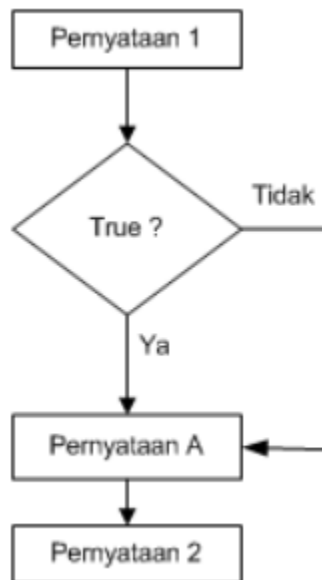 Pernyataan 1
True ?
Tidak
Ya
Pernyataan A
Pernyataan 2